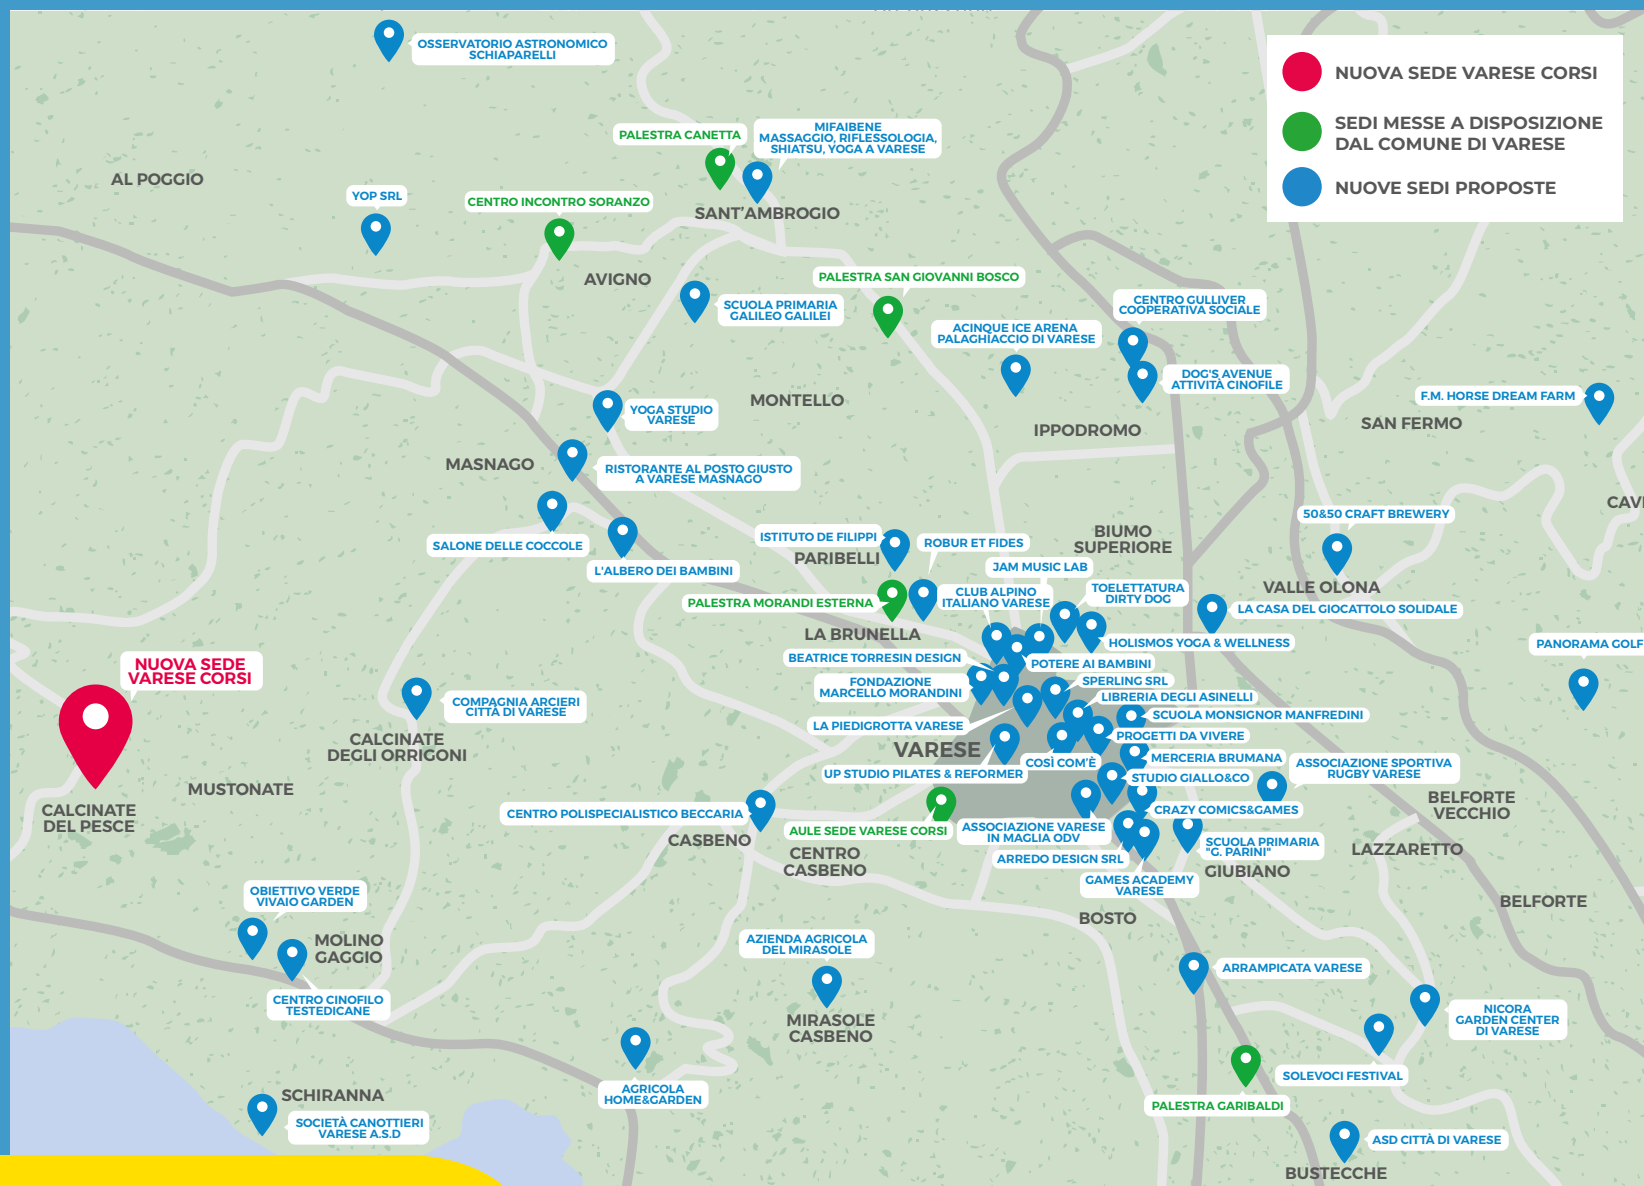 OSSERVATORIO ASTRONOMICO
SCHIAPARELLI
NUOVA SEDE VARESE CORSI
SEDI MESSE A DISPOSIZIONE
DAL COMUNE DI VARESE
NUOVE SEDI PROPOSTE
PALESTRA CANETTA
MIFAIBENE
MASSAGGIO, RIFLESSOLOGIA,
SHIATSU, YOGA A VARESE
AL POGGIO
YOP SRL
CENTRO INCONTRO SORANZO
SANT'AMBROGIO
AVIGNO
PALESTRA SAN GIOVANNI BOSCO
SCUOLA PRIMARIA
GALILEO GALILEI
CENTRO GULLIVER
COOPERATIVA SOCIALE
ACINQUE ICE ARENA
PALAGHIACCIO DI VARESE
DOG'S AVENUE
ATTIVITÀ CINOFILE
F.M. HORSE DREAM FARM
MONTELLO
YOGA STUDIO
VARESE
IPPODROMO
SAN FERMO
MASNAGO
RISTORANTE AL POSTO GIUSTO
A VARESE MASNAGO
50&50 CRAFT BREWERY
SALONE DELLE COCCOLE
L'ALBERO DEI BAMBINI
ISTITUTO DE FILIPPI
PARIBELLI
ROBUR ET FIDES
BIUMO
SUPERIORE
JAM MUSIC LAB
VALLE OLONA
CLUB ALPINO
ITALIANO VARESE
TOELETTATURA
DIRTY DOG
PALESTRA MORANDI ESTERNA
LA CASA DEL GIOCATTOLO SOLIDALE
LA BRUNELLA
HOLISMOS YOGA & WELLNESS
PANORAMA GOLF
BEATRICE TORRESIN DESIGN
POTERE AI BAMBINI
NUOVA SEDE
VARESE CORSI
FONDAZIONE
MARCELLO MORANDINI
SPERLING SRL
LIBRERIA DEGLI ASINELLI
COMPAGNIA ARCIERI
CITTÀ DI VARESE
LA PIEDIGROTTA VARESE
SCUOLA MONSIGNOR MANFREDINI
PROGETTI DA VIVERE
CALCINATE
DEGLI ORRIGONI
VARESE
COSÌ COM'È
MERCERIA BRUMANA
UP STUDIO PILATES & REFORMER
STUDIO GIALLO&CO
ASSOCIAZIONE SPORTIVA
RUGBY VARESE
MUSTONATE
CALCINATE
DEL PESCE
CENTRO POLISPECIALISTICO BECCARIA
CRAZY COMICS&GAMES
BELFORTE
VECCHIO
AULE SEDE VARESE CORSI
ASSOCIAZIONE VARESE
IN MAGLIA ODV
CASBENO
CENTRO
CASBENO
ARREDO DESIGN SRL
SCUOLA PRIMARIA
"G. PARINI"
LAZZARETTO
GIUBIANO
GAMES ACADEMY
VARESE
OBIETTIVO VERDE
VIVAIO GARDEN
BELFORTE
BOSTO
MOLINO
GAGGIO
AZIENDA AGRICOLA
DEL MIRASOLE
ARRAMPICATA VARESE
CENTRO CINOFILO
TESTEDICANE
MIRASOLE
CASBENO
NICORA
GARDEN CENTER
DI VARESE
SOLEVOCI FESTIVAL
AGRICOLA
HOME&GARDEN
SCHIRANNA
PALESTRA GARIBALDI
SOCIETÀ CANOTTIERI
VARESE A.S.D
ASD CITTÀ DI VARESE
BUSTECCHE